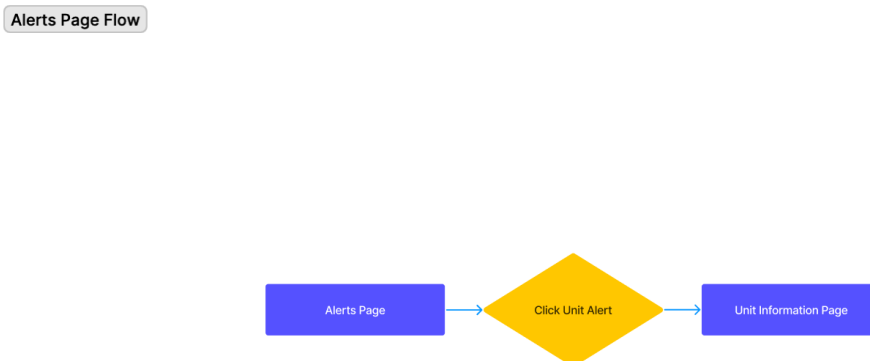 Alerts Page Flow
Alerts Page
Click Unit Alert
Unit Information Page